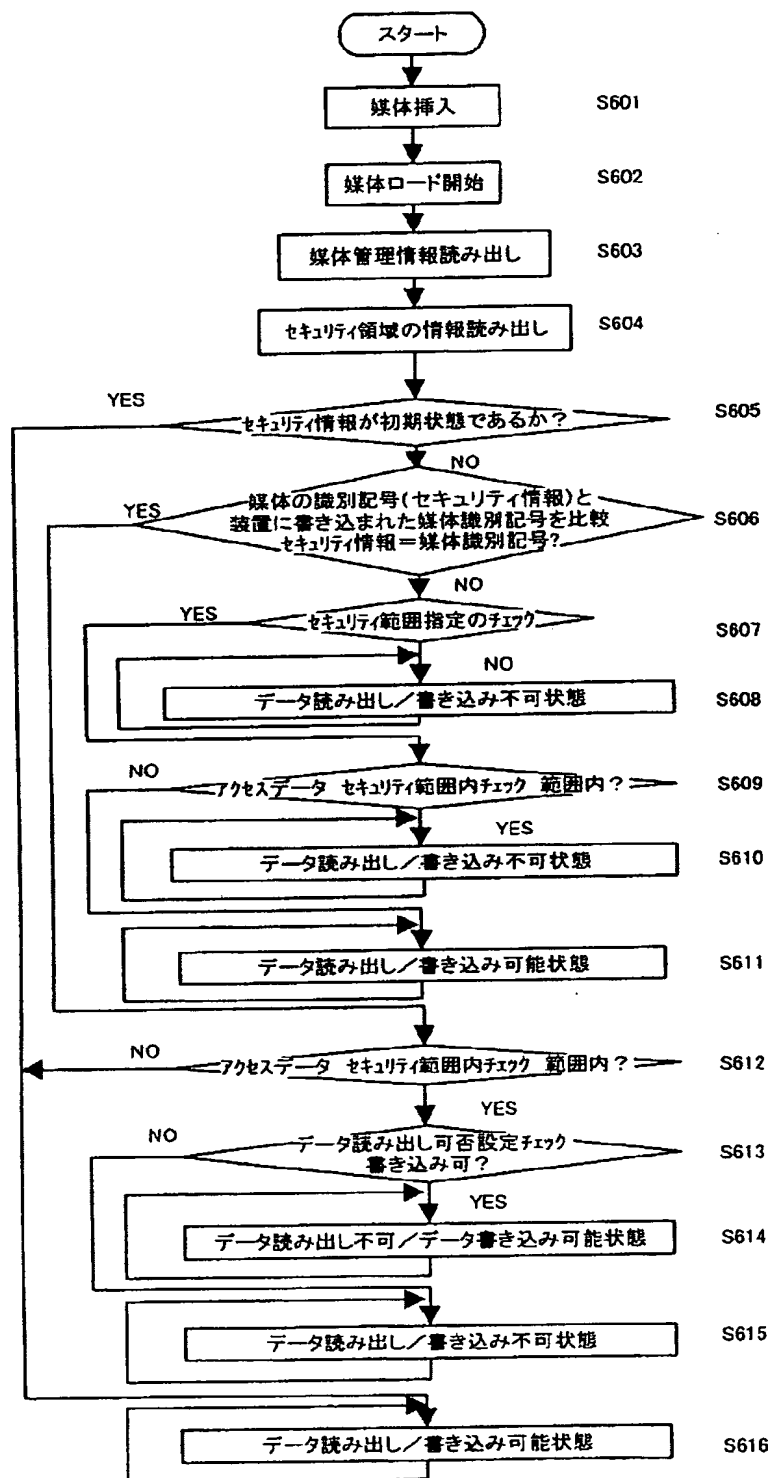 スタート
媒体挿入
S601
媒体ロード開始
S602
媒体管理情報読み出し
S603
セキュリティ領域の情報読み出し
S604
YES
セキュリティ情報が初期状態であるか?
S605
NO
YES
媒体の識別記号(セキュリティ情報)と
装置に書き込まれた媒体識別記号を比較
セキュリティ情報=媒体識別記号?
S606
NO
YES
セキュリティ範囲指定のチェック
S607
NO
データ読み出し/書き込み不可状態
S608
NO
アクセスデータ セキュリティ範囲内チェック 範囲内?
S609
YES
データ読み出し/書き込み不可状態
S610
データ読み出し/書き込み可能状態
S611
NO
アクセスデータ セキュリティ範囲内チェック 範囲内?
S612
YES
NO
データ読み出し可否設定チェック
書き込み可?
S613
YES
データ読み出し不可/データ書き込み可能状態
S614
データ読み出し/書き込み不可状態
S615
データ読み出し/書き込み可能状態
S616